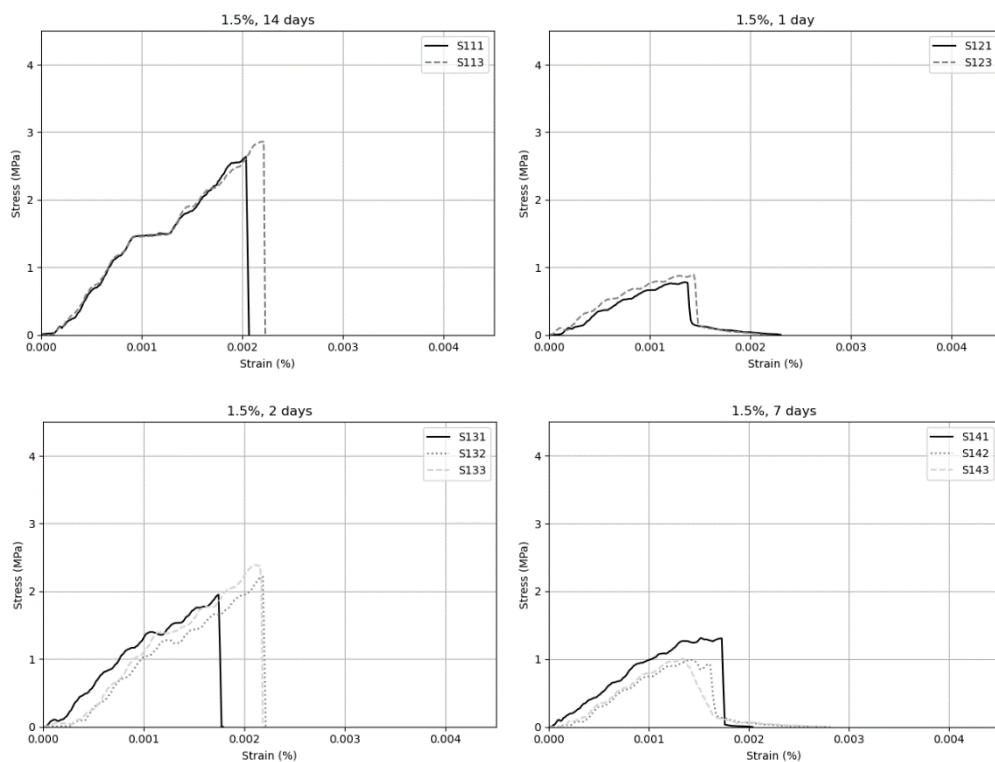 1.5%, 14 days
S111
S113
Stress (MPa)
4
3
2
1
0
0.000 0.001 0.002 0.003 0.004
Strain (%)
1.5%, 1 day
S121
S123
Stress (MPa)
4
3
2
1
0
0.000 0.001 0.002 0.003 0.004
Strain (%)
1.5%, 2 days
S131
S132
S133
Stress (MPa)
4
3
2
1
0
0.000 0.001 0.002 0.003 0.004
Strain (%)
1.5%, 7 days
S141
S142
S143
Stress (MPa)
4
3
2
1
0
0.000 0.001 0.002 0.003 0.004
Strain (%)